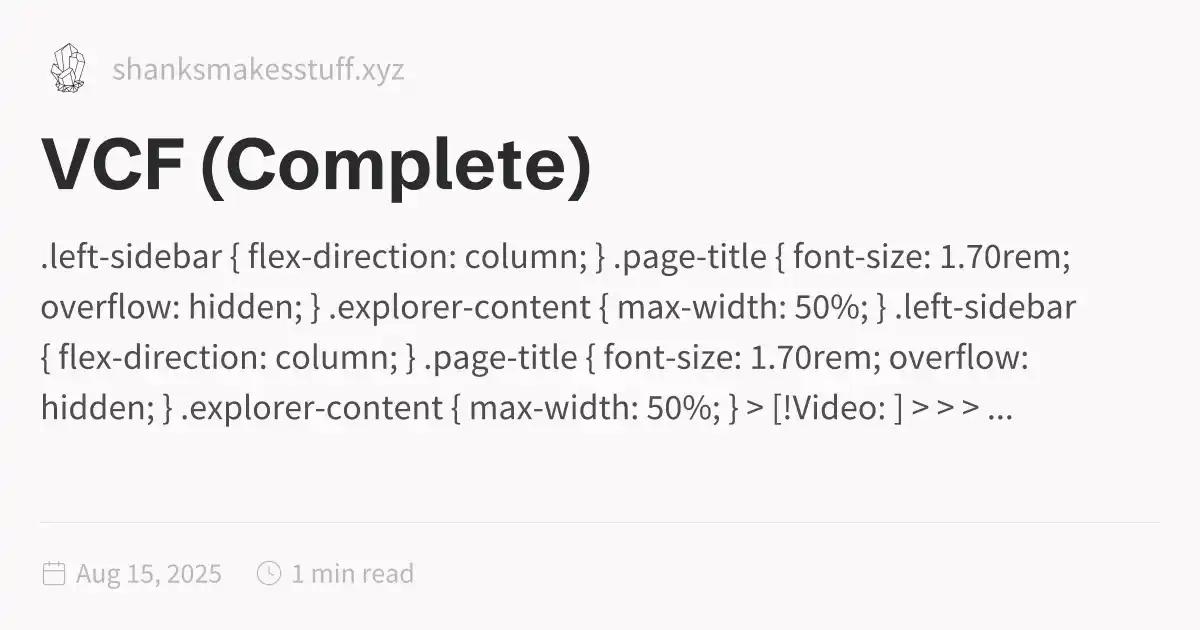 shanksmakesstuff.xyz
VCF (Complete)
.left-sidebar { flex-direction: column; } .page-title { font-size: 1.70rem;
overflow: hidden; } .explorer-content { max-width: 50%; } .left-sidebar
{ flex-direction: column; } .page-title { font-size: 1.70rem; overflow:
hidden; } .explorer-content { max-width: 50%; } > [!Video: ] > > > ...
Aug 15, 2025 1 min read